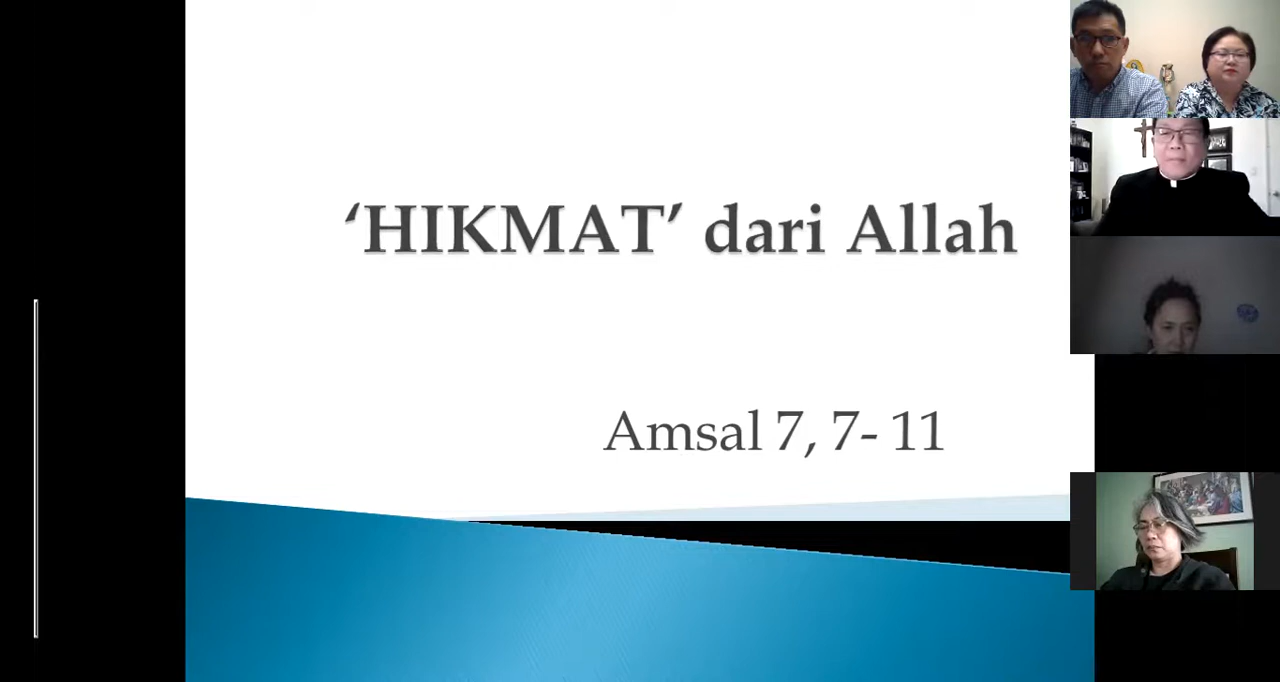 ‘HIKMAT’ dari Allah
Amsal 7, 7- 11